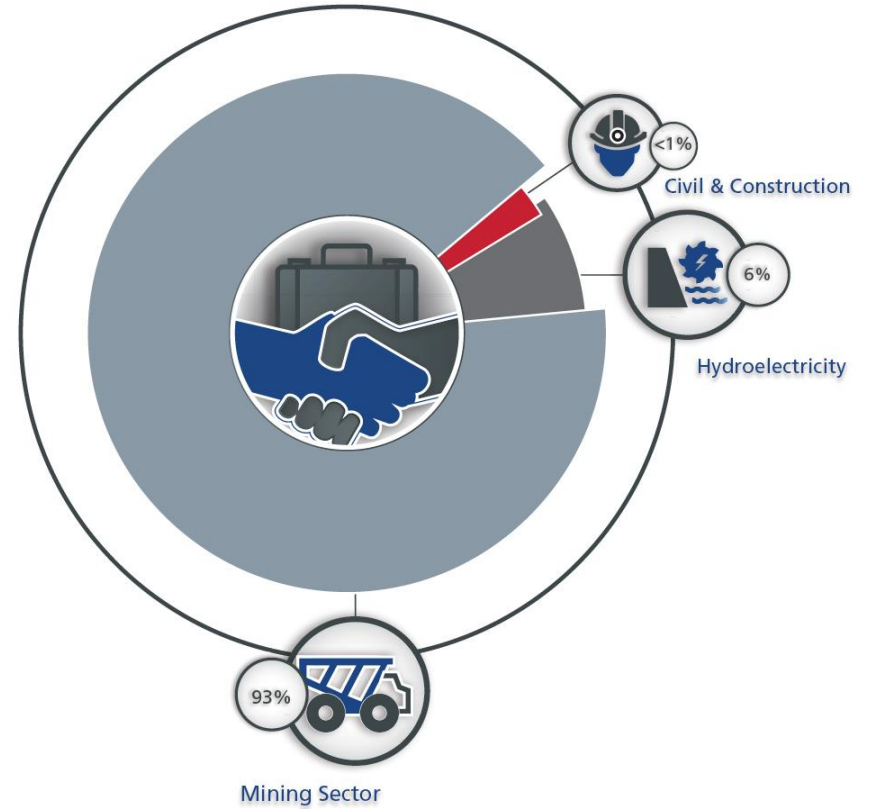 <1%
Civil & Construction
6%
Hydroelectricity
93%
Mining Sector